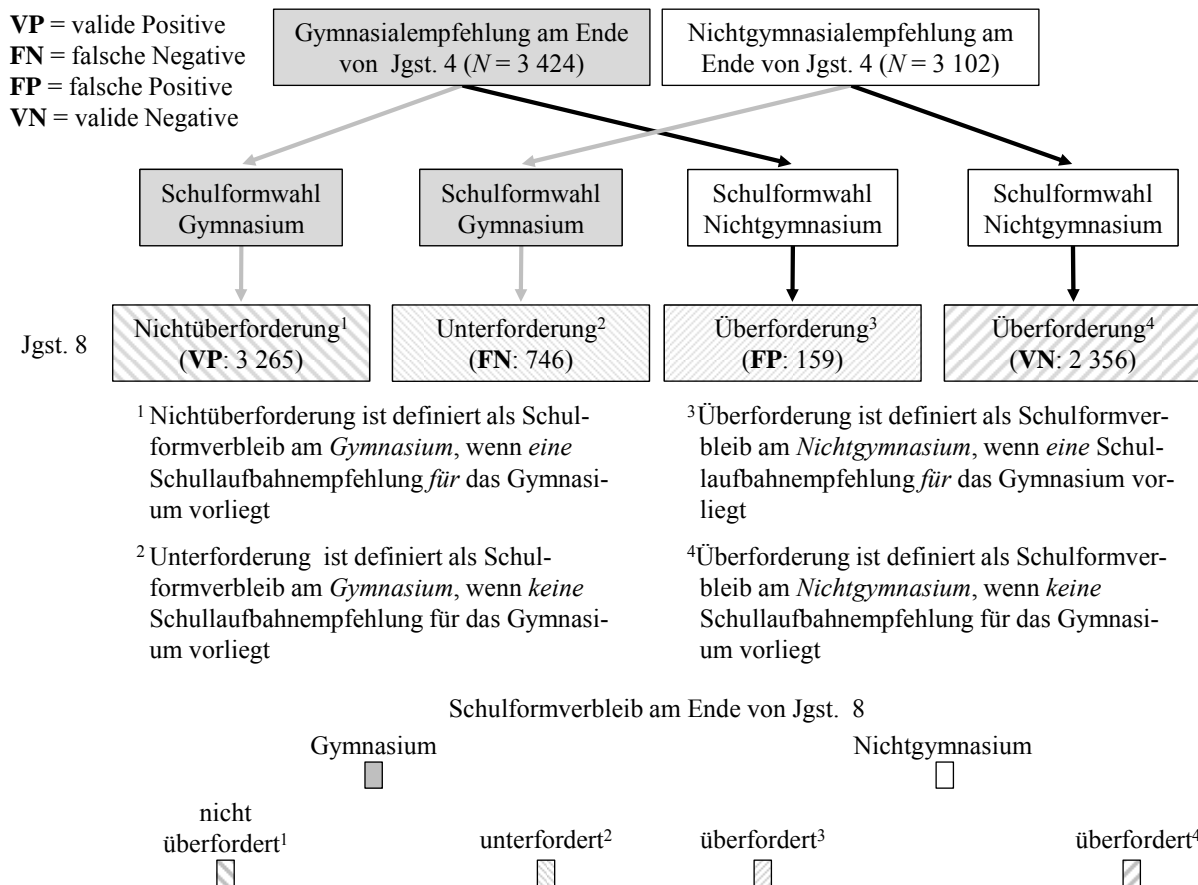 VP = valide Positive
FN = falsche Negative
FP = falsche Positive
VN = valide Negative
Gymnasialempfehlung am Ende
von Jgst. 4 (N = 3 424)
Nichtgymnasialempfehlung am
Ende von Jgst. 4 (N = 3 102)
Schulformwahl
Gymnasium
Schulformwahl
Gymnasium
Schulformwahl
Nichtgymnasium
Schulformwahl
Nichtgymnasium
Jgst. 8
Nichtüberforderung¹
(VP: 3 265)
Unterforderung²
(FN: 746)
Überforderung³
(FP: 159)
Überforderung⁴
(VN: 2 356)
¹ Nichtüberforderung ist definiert als Schul-
formverbleib am Gymnasium, wenn eine
Schullaufbahnempfehlung für das Gymnasi-
um vorliegt
² Unterforderung ist definiert als Schul-
formverbleib am Gymnasium, wenn keine
Schullaufbahnempfehlung für das Gymnasi-
um vorliegt
³ Überforderung ist definiert als Schulformver-
bleib am Nichtgymnasium, wenn eine Schul-
laufbahnempfehlung für das Gymnasium vor-
liegt
⁴Überforderung ist definiert als Schulformver-
bleib am Nichtgymnasium, wenn keine
Schullaufbahnempfehlung für das Gymnasi-
um vorliegt
Schulformverbleib am Ende von Jgst. 8
Gymnasium
Nichtgymnasium
nicht
überfordert¹
unterfordert²
überfordert³
überfordert⁴